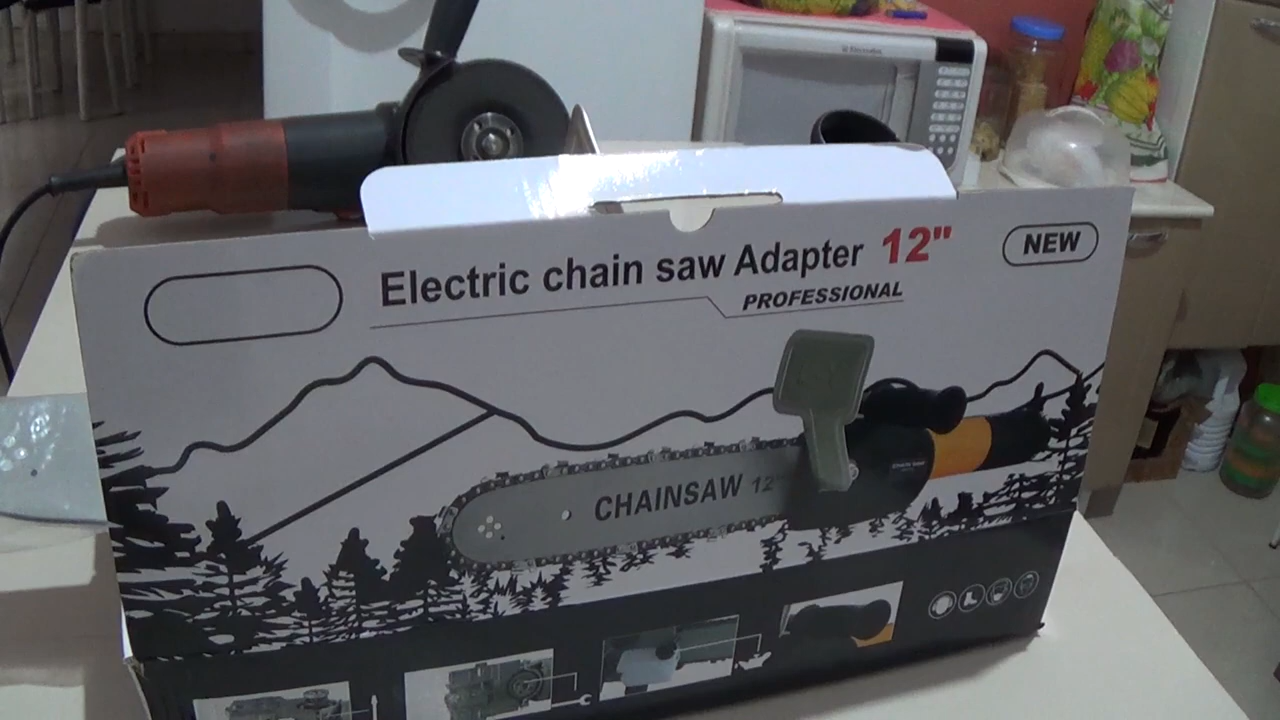 Electrolux
Electric chain saw Adapter 12"
NEW
PROFESSIONAL
CHAINSAW 12"